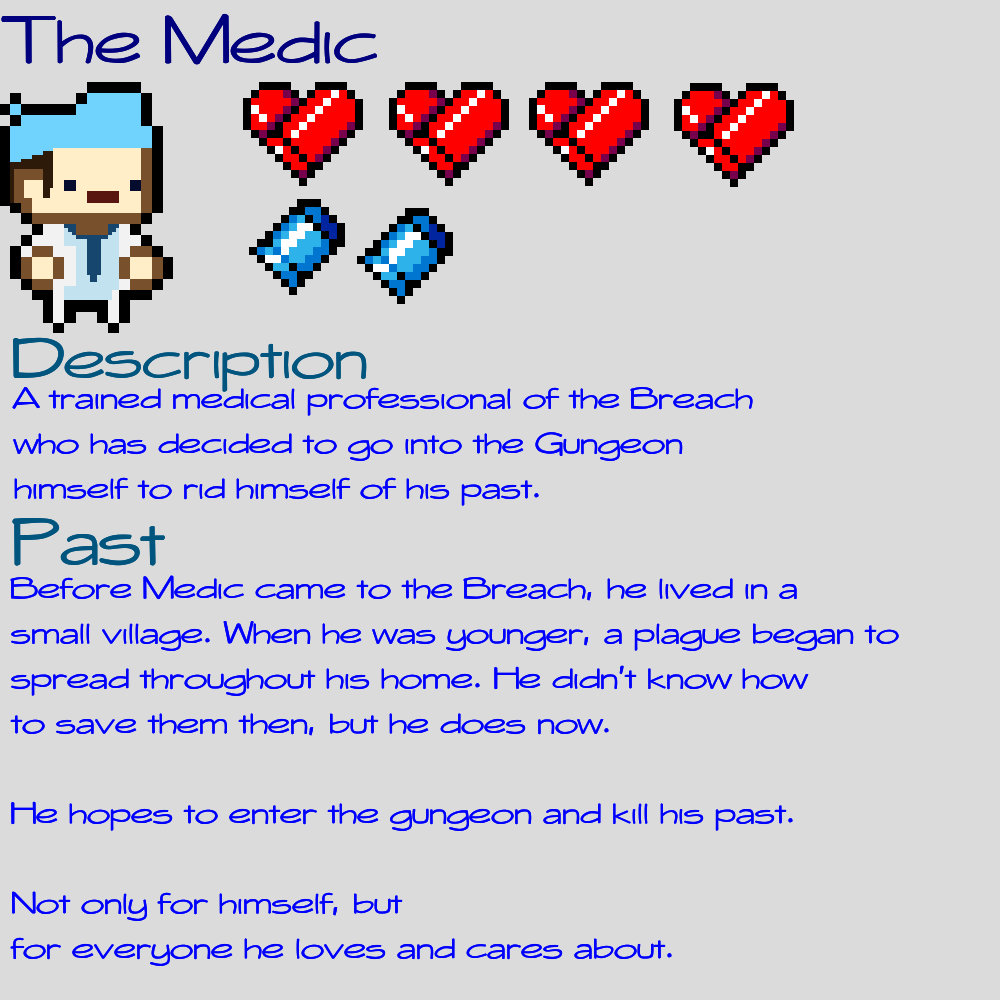 The Medic
Description
A trained medical professional of the Breach
who has decided to go into the Gungeon
himself to rid himself of his past.
Past
Before Medic came to the Breach, he lived in a
small village. When he was younger, a plague began to
spread throughout his home. He didn't know how
to save them then, but he does now.
He hopes to enter the gungeon and kill his past.
Not only for himself, but
for everyone he loves and cares about.